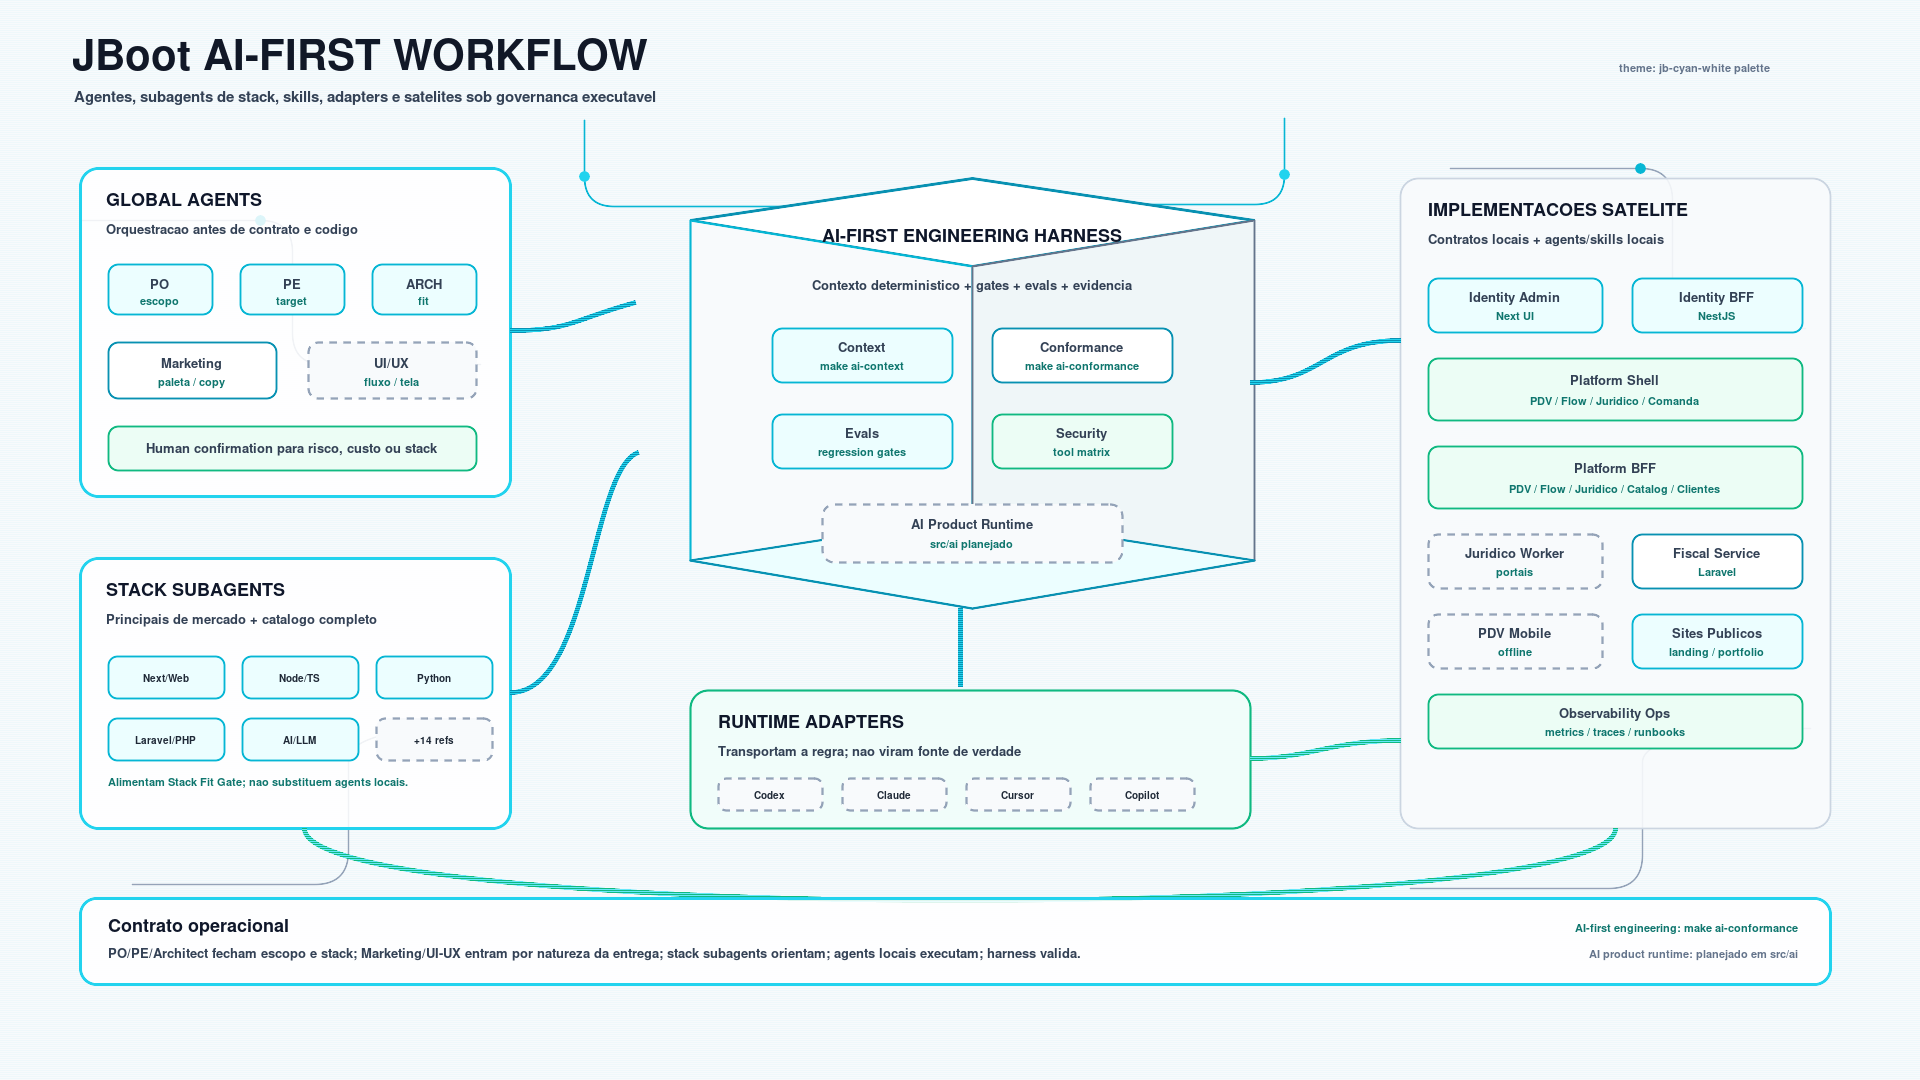 JBoot AI-FIRST WORKFLOW
Agentes, subagents de stack, skills, adapters e satelites sob governanca executavel
theme: jb-cyan-white palette
GLOBAL AGENTS
Orquestracao antes de contrato e codigo
PO
escopo
PE
target
ARCH
fit
Marketing
paleta / copy
UI/UX
fluxo / tela
Human confirmation para risco, custo ou stack
STACK SUBAGENTS
Principais de mercado + catalogo completo
Next/Web
Node/TS
Python
Laravel/PHP
AI/LLM
+14 refs
Alimentam Stack Fit Gate; nao substituem agents locais.
AI-FIRST ENGINEERING HARNESS
Contexto deterministico + gates + evals + evidencia
Context
make ai-context
Conformance
make ai-conformance
Evals
regression gates
Security
tool matrix
AI Product Runtime
src/ai planejado
RUNTIME ADAPTERS
Transportam a regra; nao viram fonte de verdade
Codex
Claude
Cursor
Copilot
IMPLEMENTACOES SATELITE
Contratos locais + agents/skills locais
Identity Admin
Next UI
Identity BFF
NestJS
Platform Shell
PDV / Flow / Juridico / Comanda
Platform BFF
PDV / Flow / Juridico / Catalog / Clientes
Juridico Worker
portais
Fiscal Service
Laravel
PDV Mobile
offline
Sites Publicos
landing / portfolio
Observability Ops
metrics / traces / runbooks
Contrato operacional
PO/PE/Architect fecham escopo e stack; Marketing/UI-UX entram por natureza da entrega; stack subagents orientam; agents locais executam; harness valida.
AI-first engineering: make ai-conformance
AI product runtime: planejado em src/ai